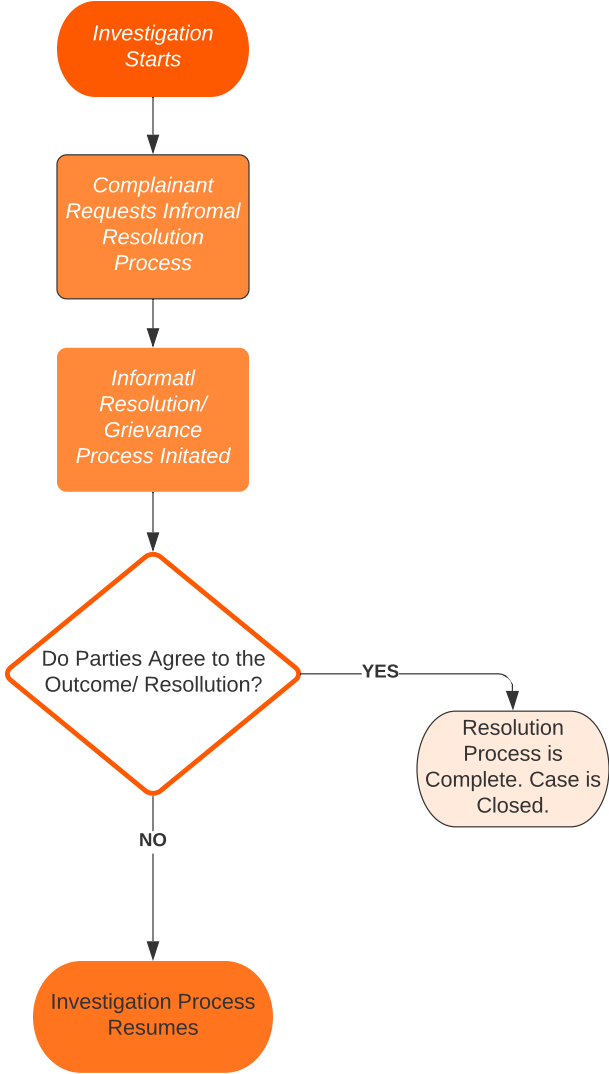 Investigation
Starts
Complainant
Requests Infromal
Resolution
Process
Informatl
Resolution/
Grievance
Process Initated
Do Parties Agree to the
Outcome/ Resollution?
YES
Resolution
Process is
Complete. Case is
Closed.
NO
Investigation Process
Resumes